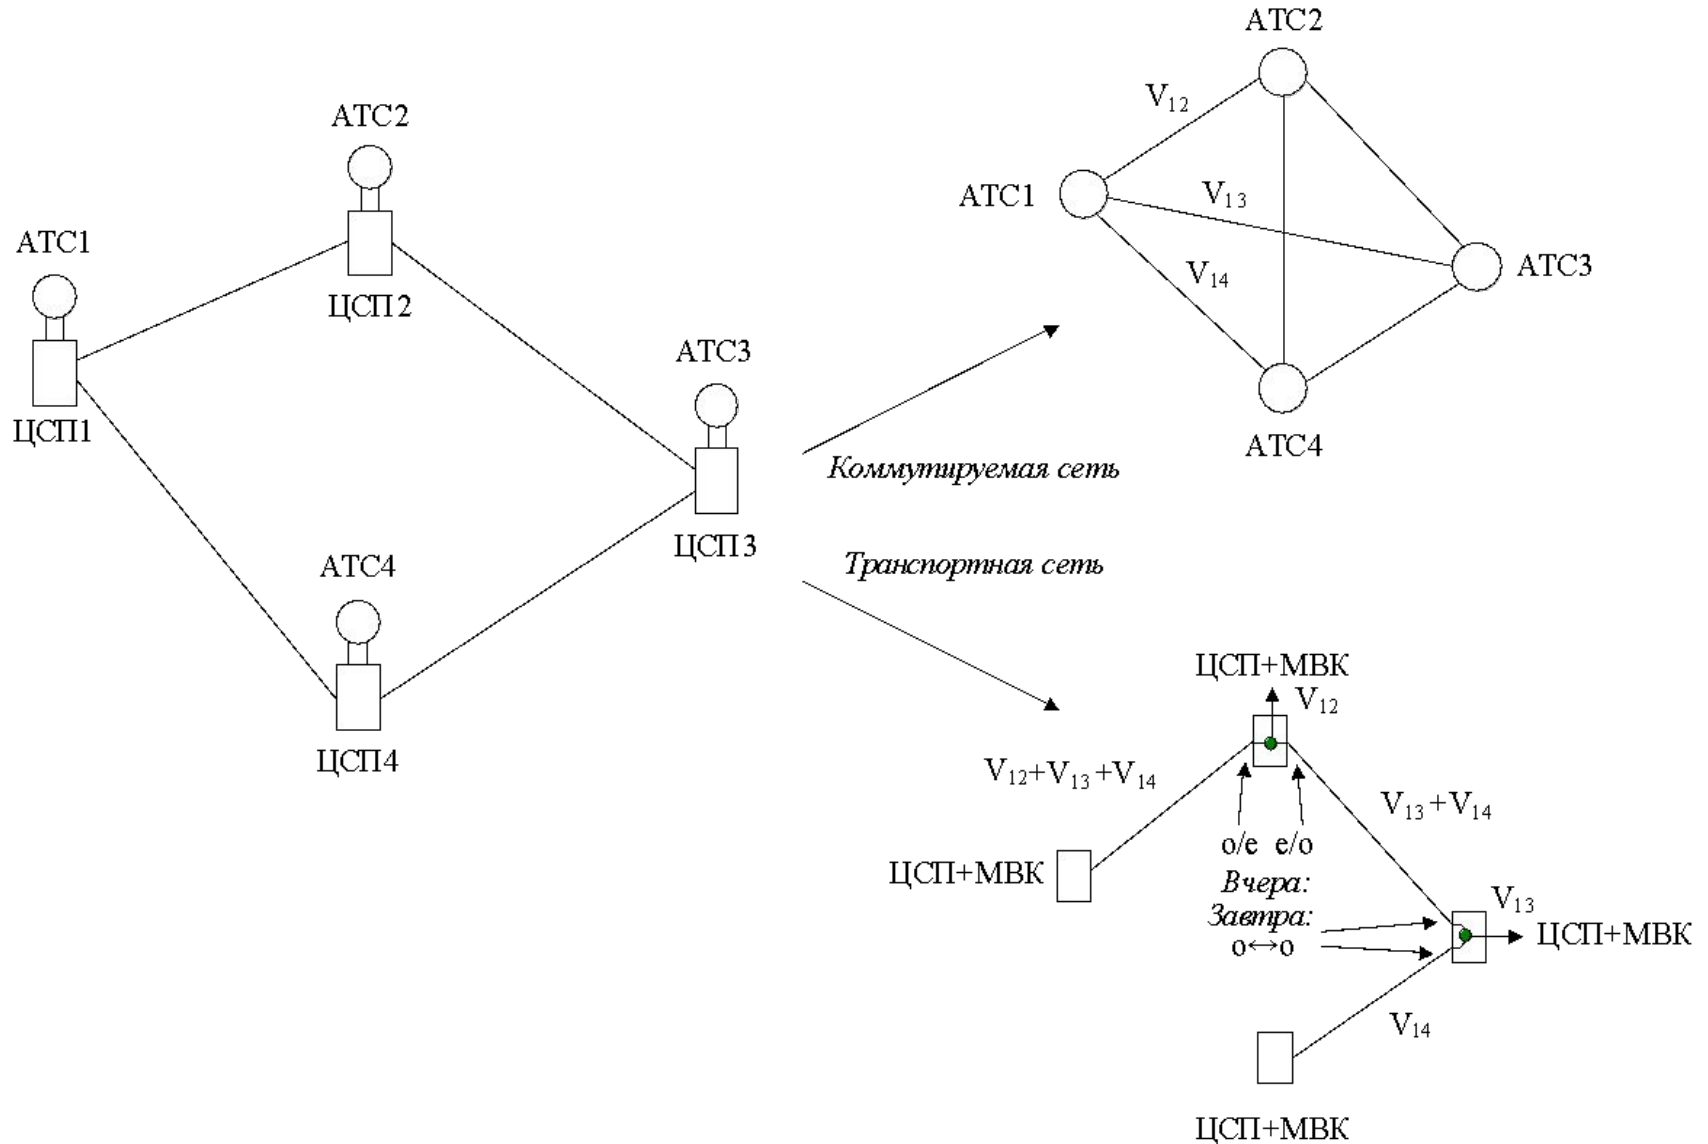 АТС2
V12
АТС1
V13
V14
АТС3
АТС4
АТС2
АТС1
ЦСП2
АТС3
ЦСП1
ЦСП3
АТС4
ЦСП4
Коммутируемая сеть
Транспортная сеть
ЦСП+МВК
V12
V12+V13+V14
V13+V14
о/е е/о
ЦСП+МВК
Вчера:
Завтра:
о↔о
V13
ЦСП+МВК
V14
ЦСП+МВК